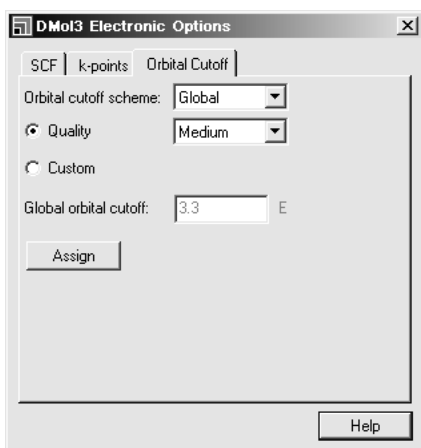 DMol3 Electronic Options
SCF k-points Orbital Cutoff
Orbital cutoff scheme: Global
Quality Medium
Custom
Global orbital cutoff: 3.3 E
Assign
Help